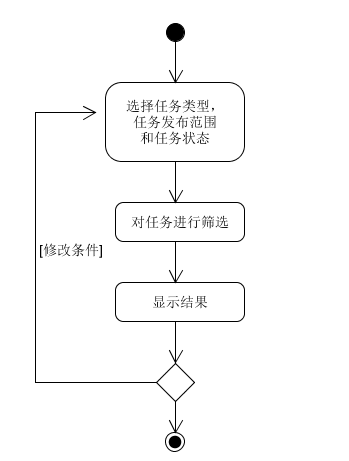 选择任务类型，
任务发布范围
和任务状态
对任务进行筛选
[修改条件]
显示结果